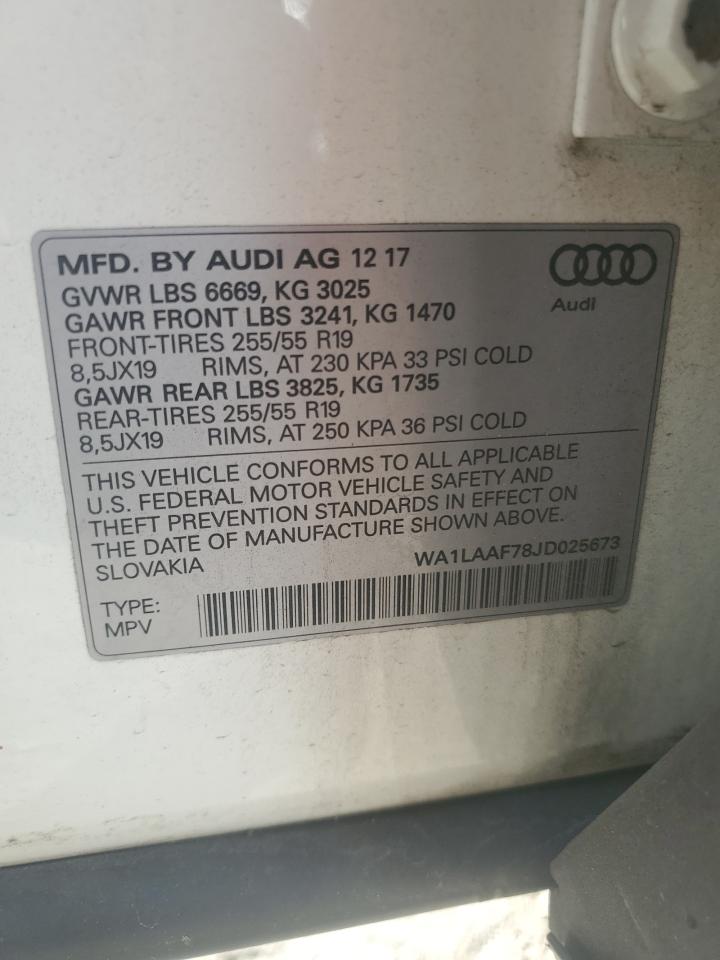 MFD. BY AUDI AG 12 17
Audi
GVWR LBS 6669, KG 3025
GAWR FRONT LBS 3241, KG 1470
FRONT-TIRES 255/55 R19
8,5JX19 RIMS, AT 230 KPA 33 PSI COLD
GAWR REAR LBS 3825, KG 1735
REAR-TIRES 255/55 R19
8,5JX19 RIMS, AT 250 KPA 36 PSI COLD
THIS VEHICLE CONFORMS TO ALL APPLICABLE
U.S. FEDERAL MOTOR VEHICLE SAFETY AND
THEFT PREVENTION STANDARDS IN EFFECT ON
THE DATE OF MANUFACTURE SHOWN ABOVE.
SLOVAKIA WA1LAAF78JD025673
TYPE:
MPV